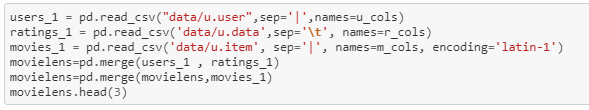 users_1 = pd.read_csv("data/u.user",sep='|',names=u_cols)
ratings_1 = pd.read_csv('data/u.data',sep='\t', names=r_cols)
movies_1 = pd.read_csv('data/u.item', sep='|', names=m_cols, encoding='latin-1')
movielens=pd.merge(users_1 , ratings_1)
movielens=pd.merge(movielens,movies_1)
movielens.head(3)